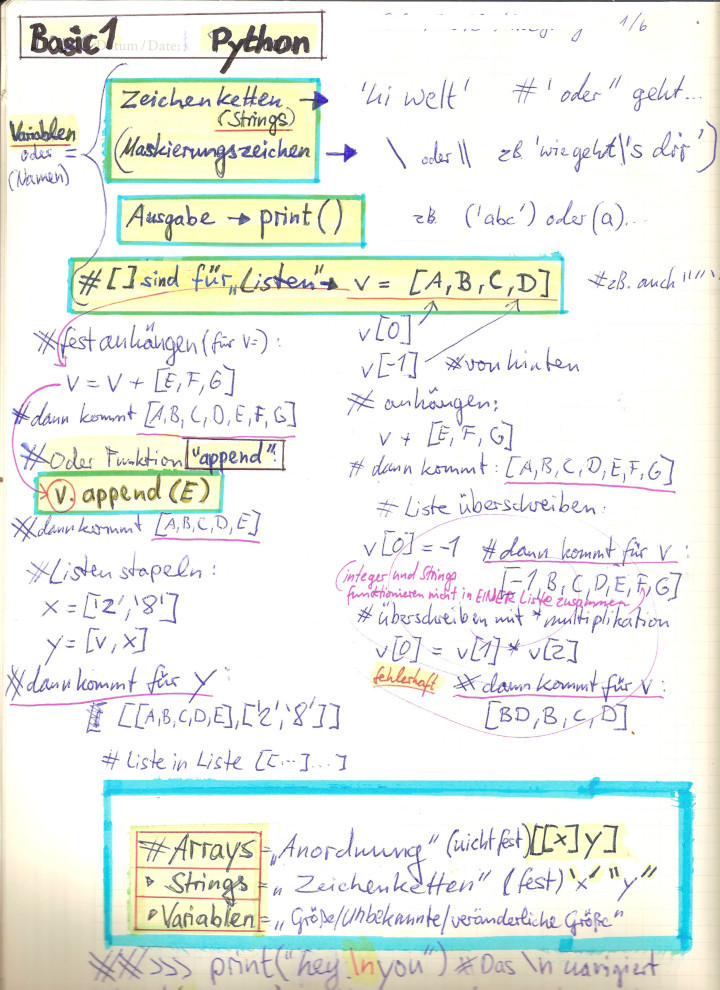 Basic 1 tum/Date: Python 1/6
Variablen oder (Namen) =
Zeichenketten (Strings) → 'hi welt' # ' oder " geht...
(Maskierungszeichen → \ oder \\ zB. 'wie geht\'s dir')
Ausgabe → print() zB. ('abc') oder (a)...
# [] sind für „Listen" → v = [A, B, C, D] #zB. auch " " " '
v[0]
v[-1] #von hinten
#fest anhängen (für v=):
v = v + [E, F, G]
#dann kommt [A, B, C, D, E, F, G]
#Oder Funktion "append":
v. append (E)
#dann kommt [A, B, C, D, E]
#Listen stapeln:
x = ['2', '8']
y = [v, x]
#dann kommt für y:
[[A, B, C, D, E], ['2', '8']]
# Liste in Liste [[...]...]
# anhängen:
v + [E, F, G]
# dann kommt: [A, B, C, D, E, F, G]
# Liste überschreiben:
v[0] = -1 #dann kommt für v:
[-1, B, C, D, E, F, G]
(integer und Strings
funktionieren nicht in EINER Liste zusammen)
# überschreiben mit * multiplikation
v[0] = v[1] * v[2]
fehlerhaft #dann kommt für v:
[BD, B, C, D]
#Arrays = „Anordnung" (nicht fest) [[x] y]
▸ Strings = „Zeichenketten" (fest) 'x' "y"
• Variablen = „Größe/Unbekannte/veränderliche Größe"
## >>> print("hey \n you") #Das \n navigiert